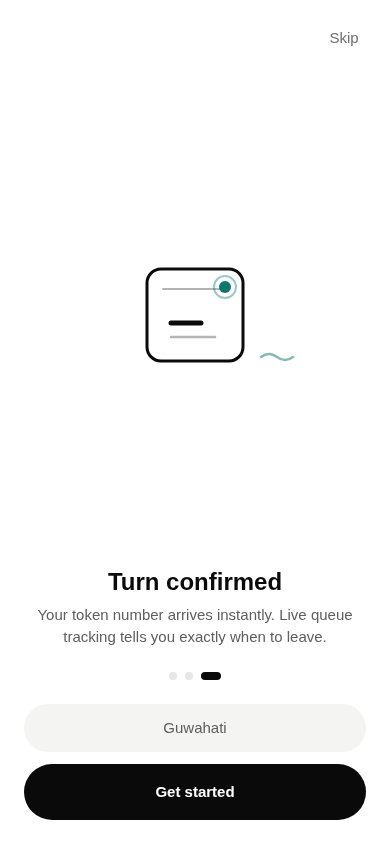 Skip
Turn confirmed
Your token number arrives instantly. Live queue
tracking tells you exactly when to leave.
Guwahati
Get started